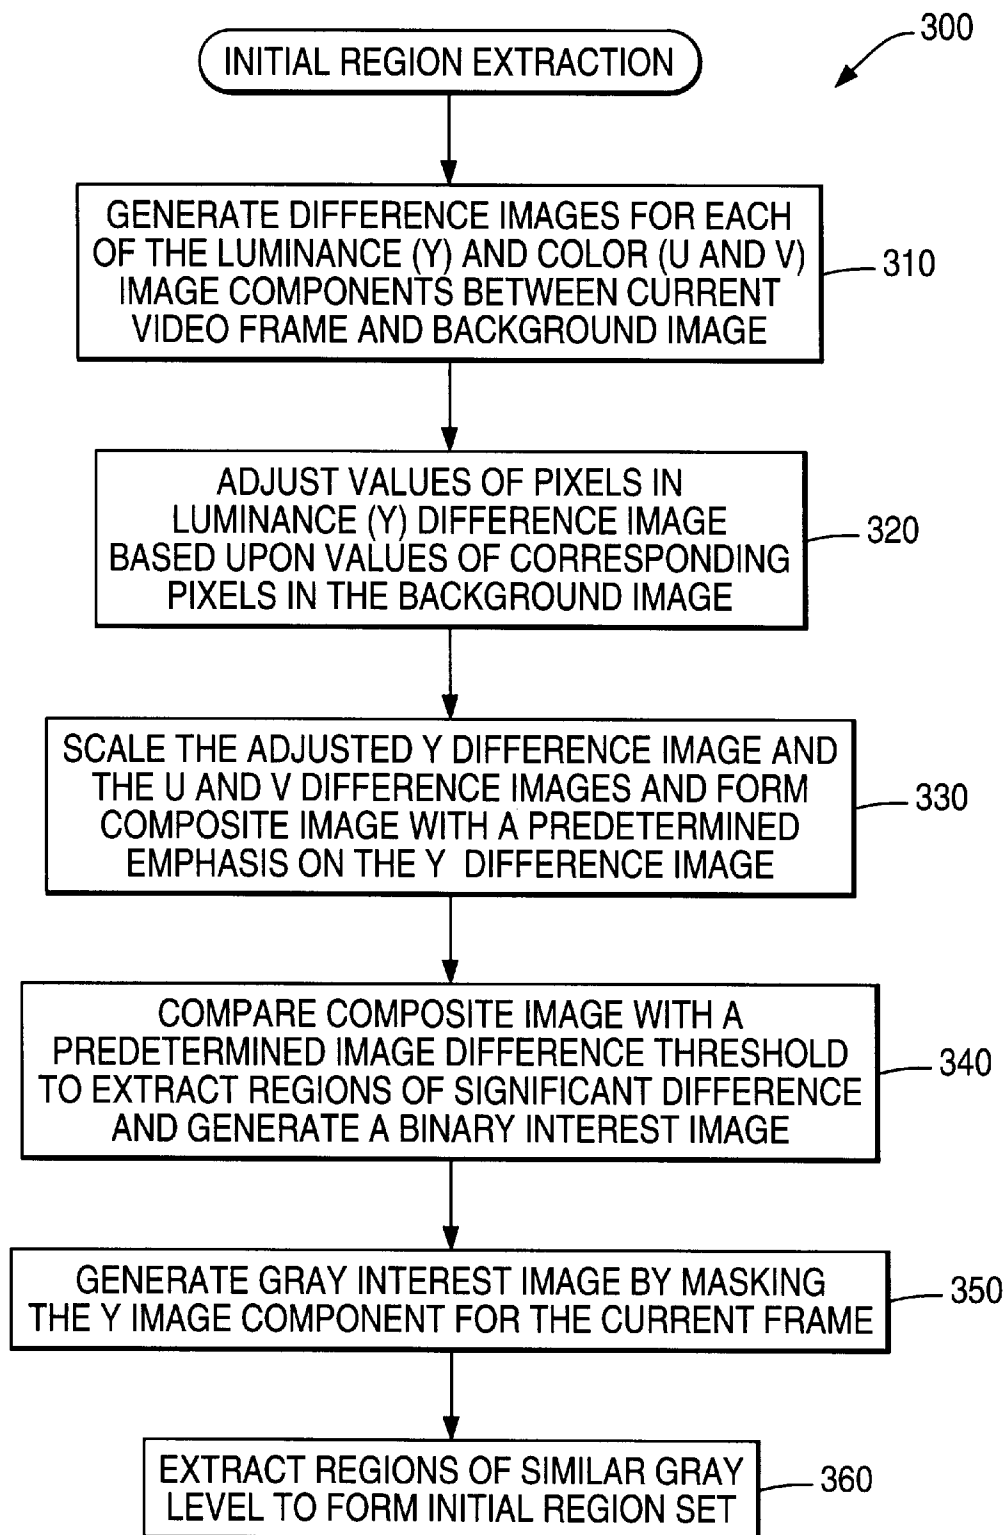 300
INITIAL REGION EXTRACTION
GENERATE DIFFERENCE IMAGES FOR EACH
OF THE LUMINANCE (Y) AND COLOR (U AND V)
IMAGE COMPONENTS BETWEEN CURRENT
VIDEO FRAME AND BACKGROUND IMAGE
310
ADJUST VALUES OF PIXELS IN
LUMINANCE (Y) DIFFERENCE IMAGE
BASED UPON VALUES OF CORRESPONDING
PIXELS IN THE BACKGROUND IMAGE
320
SCALE THE ADJUSTED Y DIFFERENCE IMAGE AND
THE U AND V DIFFERENCE IMAGES AND FORM
COMPOSITE IMAGE WITH A PREDETERMINED
EMPHASIS ON THE Y DIFFERENCE IMAGE
330
COMPARE COMPOSITE IMAGE WITH A
PREDETERMINED IMAGE DIFFERENCE THRESHOLD
TO EXTRACT REGIONS OF SIGNIFICANT DIFFERENCE
AND GENERATE A BINARY INTEREST IMAGE
340
GENERATE GRAY INTEREST IMAGE BY MASKING
THE Y IMAGE COMPONENT FOR THE CURRENT FRAME
350
EXTRACT REGIONS OF SIMILAR GRAY
LEVEL TO FORM INITIAL REGION SET
360